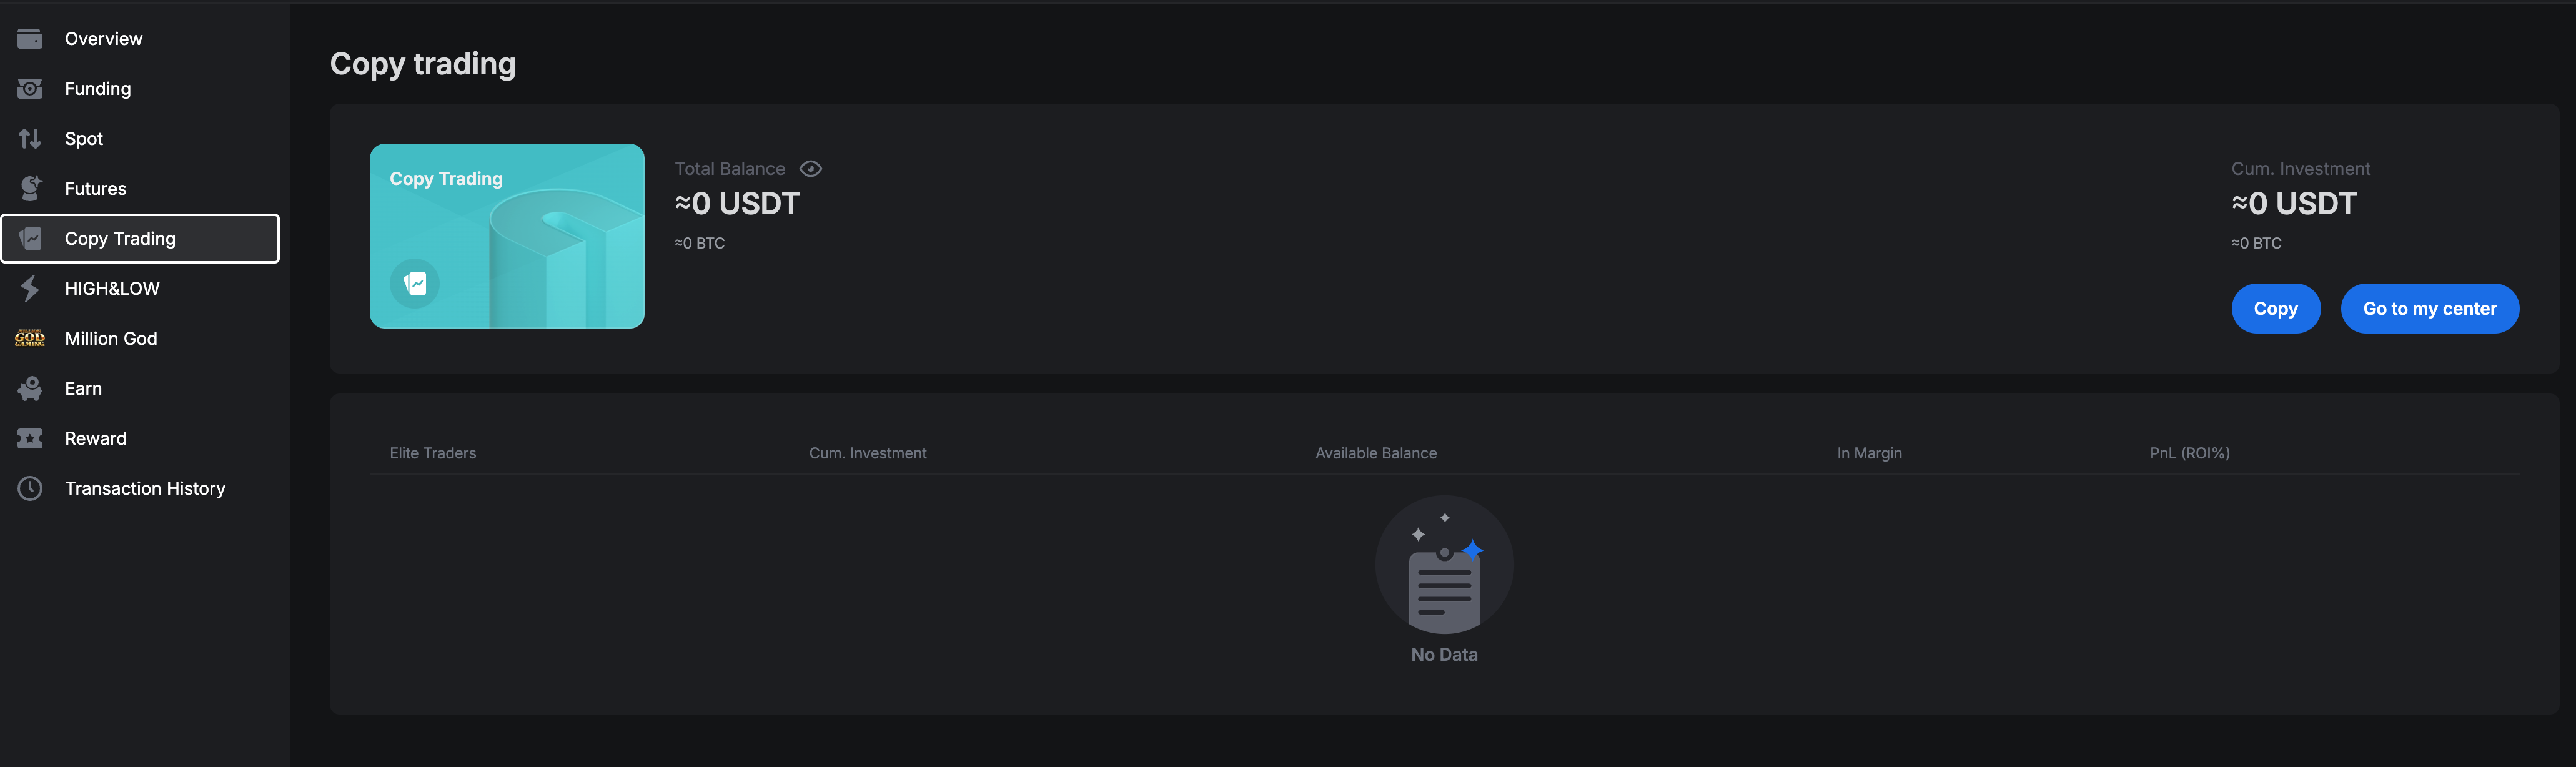 Overview
Funding
Spot
Futures
Copy Trading
HIGH&LOW
MILLION
GOD
GAMING
Million God
Earn
Reward
Transaction History
Copy trading
Copy Trading
Total Balance
≈0 USDT
≈0 BTC
Cum. Investment
≈0 USDT
≈0 BTC
Copy
Go to my center
Elite Traders
Cum. Investment
Available Balance
In Margin
PnL (ROI%)
No Data